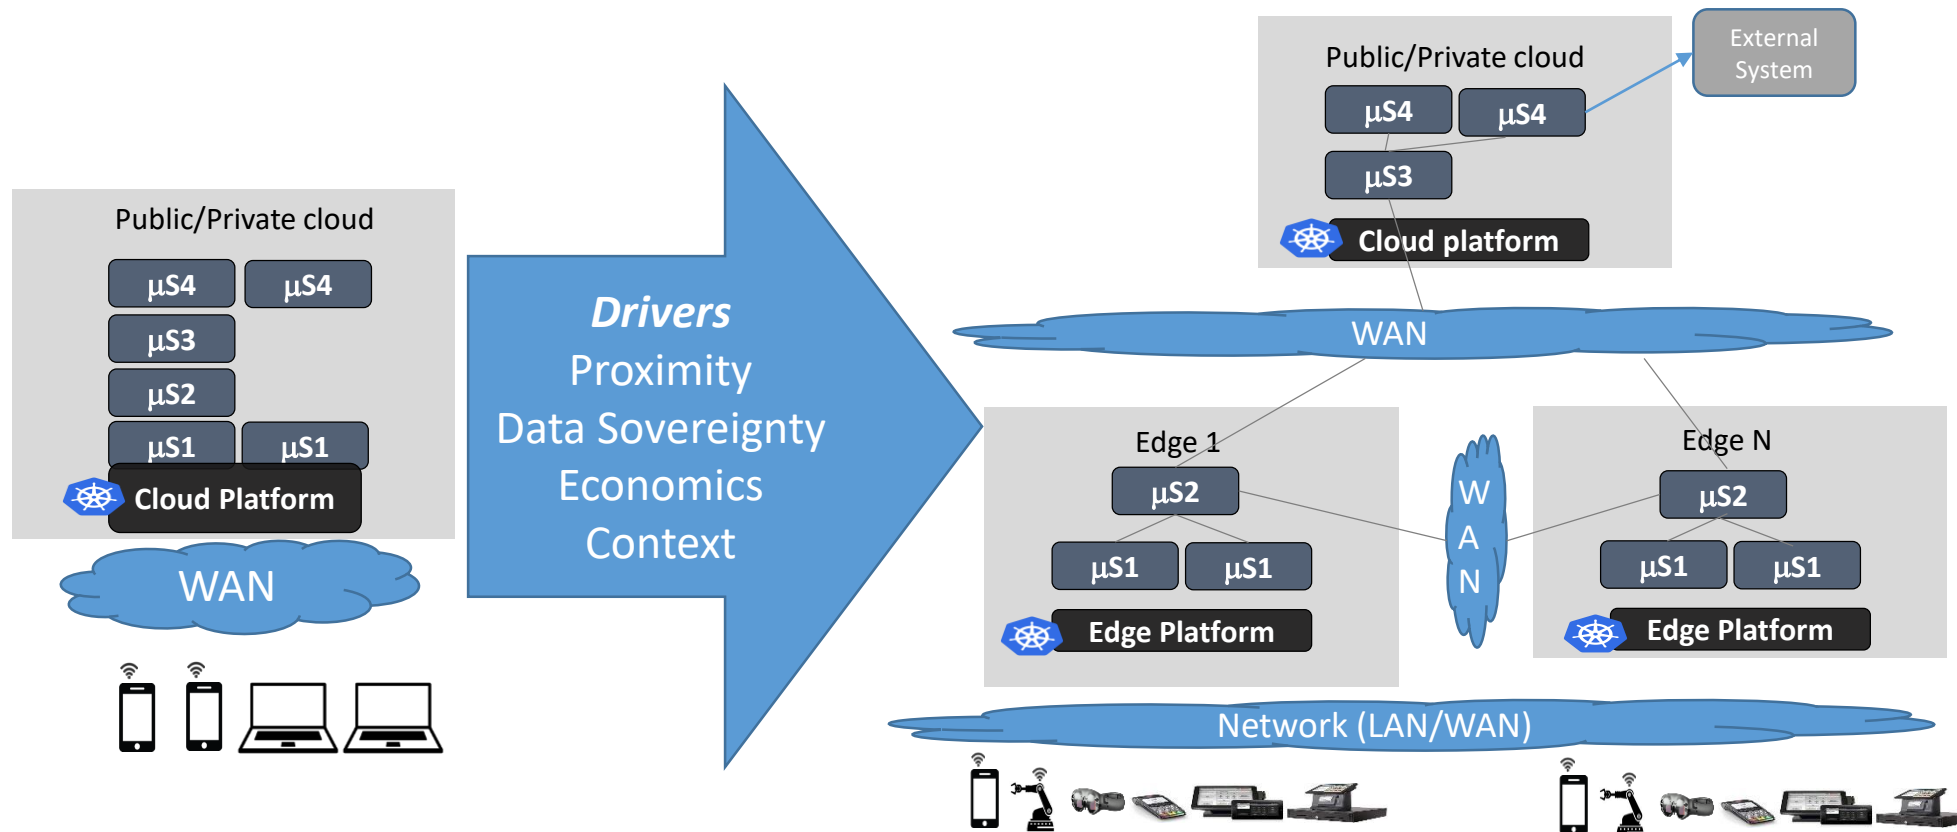 Public/Private cloud
μS4 μS4
μS3
μS2
μS1 μS1
Cloud Platform
WAN
Drivers
Proximity
Data Sovereignty
Economics
Context
Public/Private cloud
External
System
μS4 μS4
μS3
Cloud platform
WAN
Edge 1
μS2
μS1 μS1
Edge Platform
W
A
N
Edge N
μS2
μS1 μS1
Edge Platform
Network (LAN/WAN)